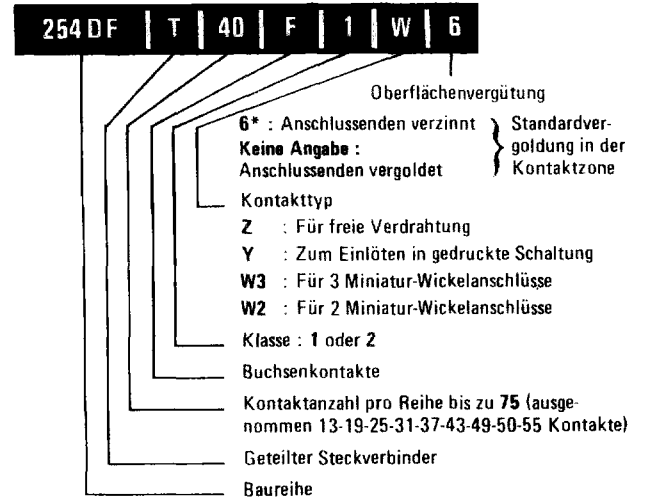 254 DF T 40 F 1 W 6
Oberflächenvergütung
6* : Anschlussenden verzinnt } Standardver-
Keine Angabe : goldung in der
Anschlussenden vergoldet Kontaktzone
Kontakttyp
Z : Für freie Verdrahtung
Y : Zum Einlöten in gedruckte Schaltung
W3 : Für 3 Miniatur-Wickelanschlüsse
W2 : Für 2 Miniatur-Wickelanschlüsse
Klasse : 1 oder 2
Buchsenkontakte
Kontaktanzahl pro Reihe bis zu 75 (ausge-
nommen 13-19-25-31-37-43-49-50-55 Kontakte)
Geteilter Steckverbinder
Baureihe